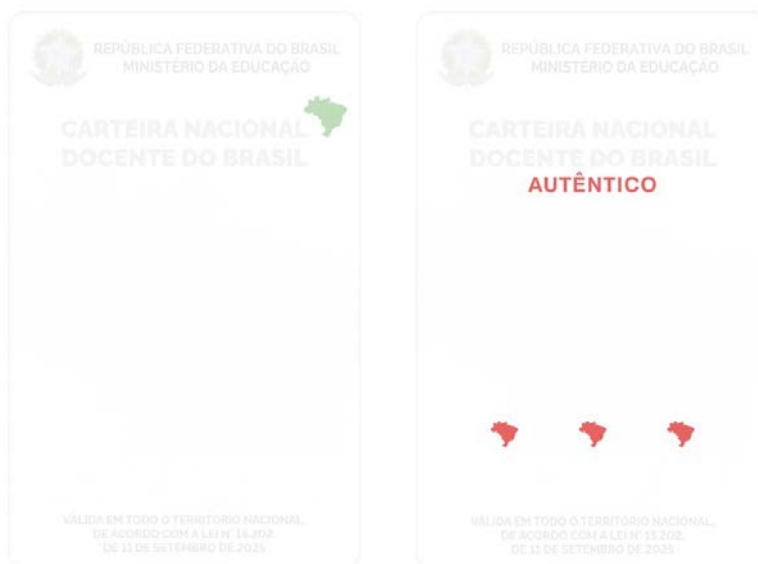 REPÚBLICA FEDERATIVA DO BRASIL
MINISTÉRIO DA EDUCAÇÃO
CARTEIRA NACIONAL
DOCENTE DO BRASIL
VÁLIDA EM TODO O TERRITÓRIO NACIONAL,
DE ACORDO COM A LEI Nº 15.202,
DE 11 DE SETEMBRO DE 2025
REPÚBLICA FEDERATIVA DO BRASIL
MINISTÉRIO DA EDUCAÇÃO
CARTEIRA NACIONAL
DOCENTE DO BRASIL
AUTÊNTICO
VÁLIDA EM TODO O TERRITÓRIO NACIONAL,
DE ACORDO COM A LEI Nº 15.202,
DE 11 DE SETEMBRO DE 2025